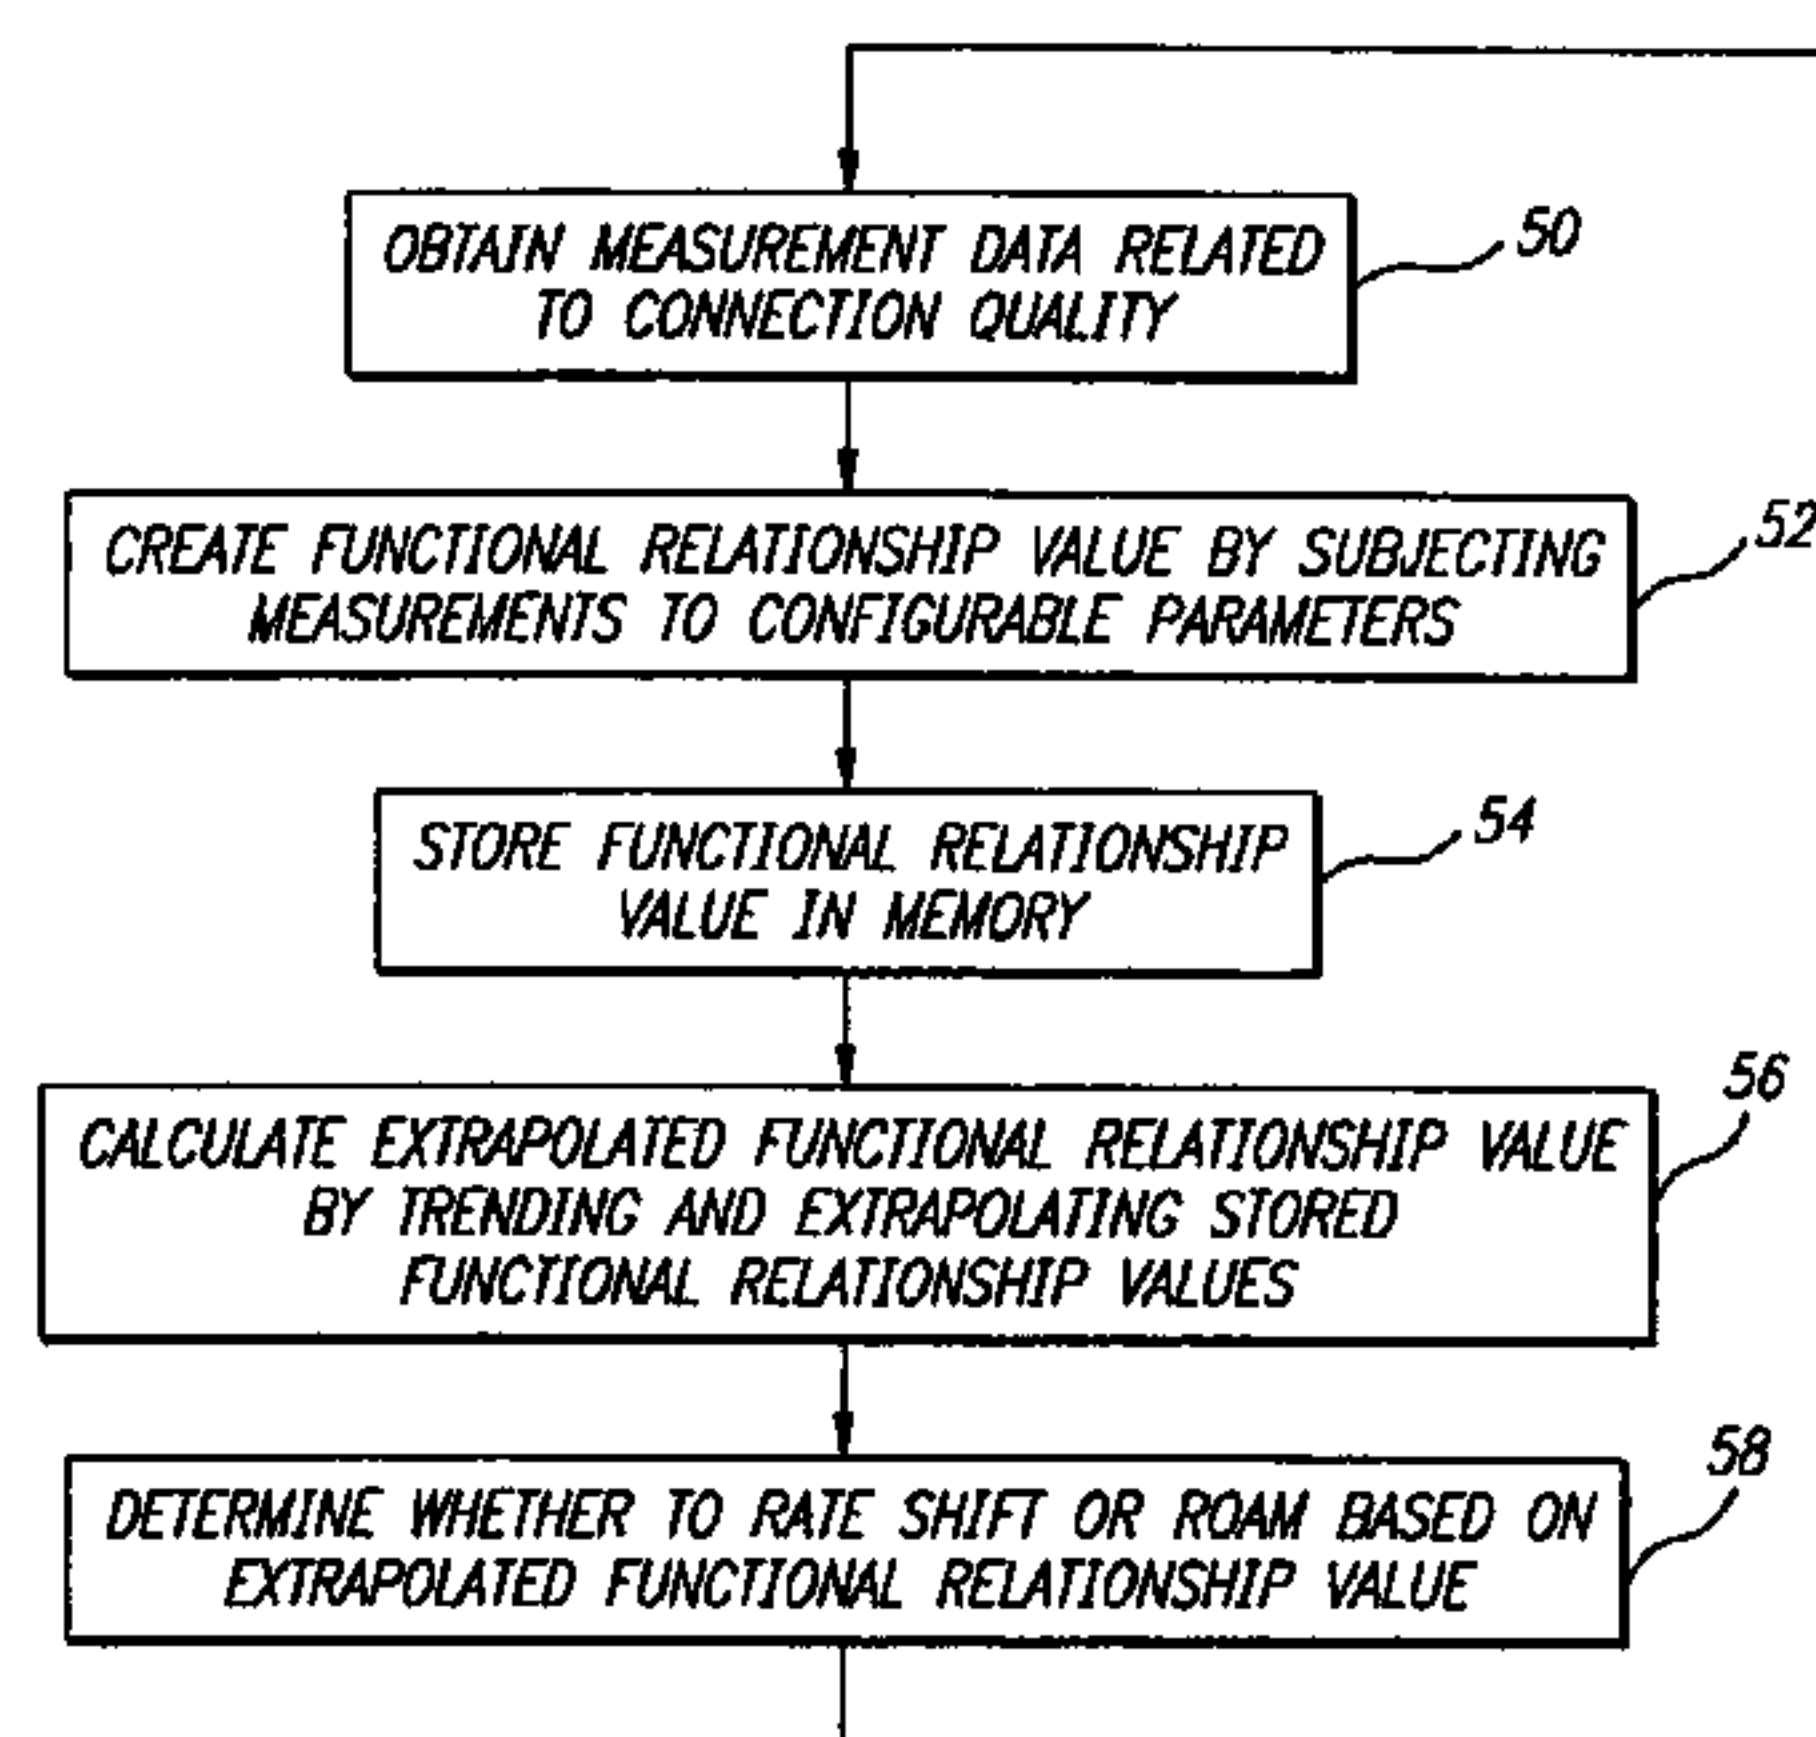 OBTAIN MEASUREMENT DATA RELATED
TO CONNECTION QUALITY
50
CREATE FUNCTIONAL RELATIONSHIP VALUE BY SUBJECTING
MEASUREMENTS TO CONFIGURABLE PARAMETERS
52
STORE FUNCTIONAL RELATIONSHIP
VALUE IN MEMORY
54
CALCULATE EXTRAPOLATED FUNCTIONAL RELATIONSHIP VALUE
BY TRENDING AND EXTRAPOLATING STORED
FUNCTIONAL RELATIONSHIP VALUES
56
DETERMINE WHETHER TO RATE SHIFT OR ROAM BASED ON
EXTRAPOLATED FUNCTIONAL RELATIONSHIP VALUE
58